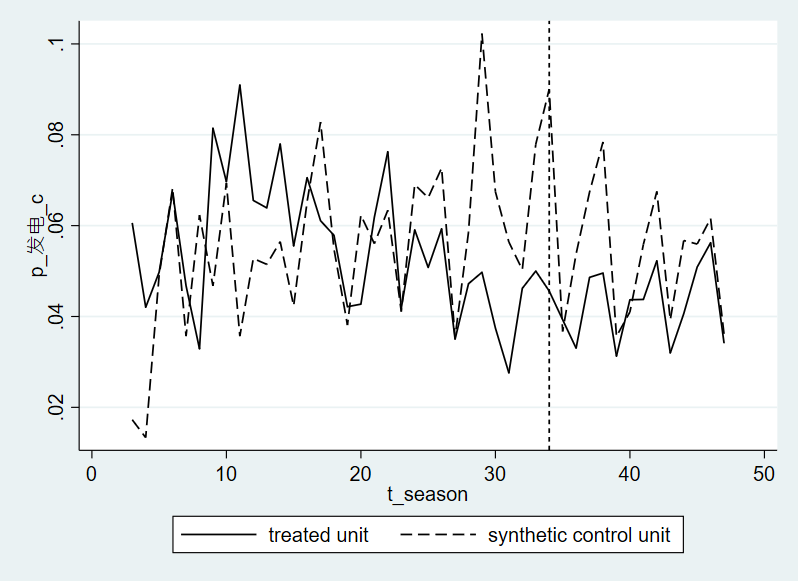 p_发电_c
.1
.08
.06
.04
.02
0 10 20 30 40 50
t_season
treated unit synthetic control unit